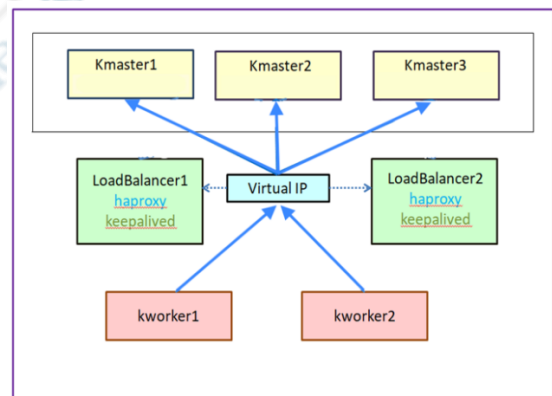 Kmaster1
Kmaster2
Kmaster3
LoadBalancer1
haproxy
keepalived
Virtual IP
LoadBalancer2
haproxy
keepalived
kworker1
kworker2